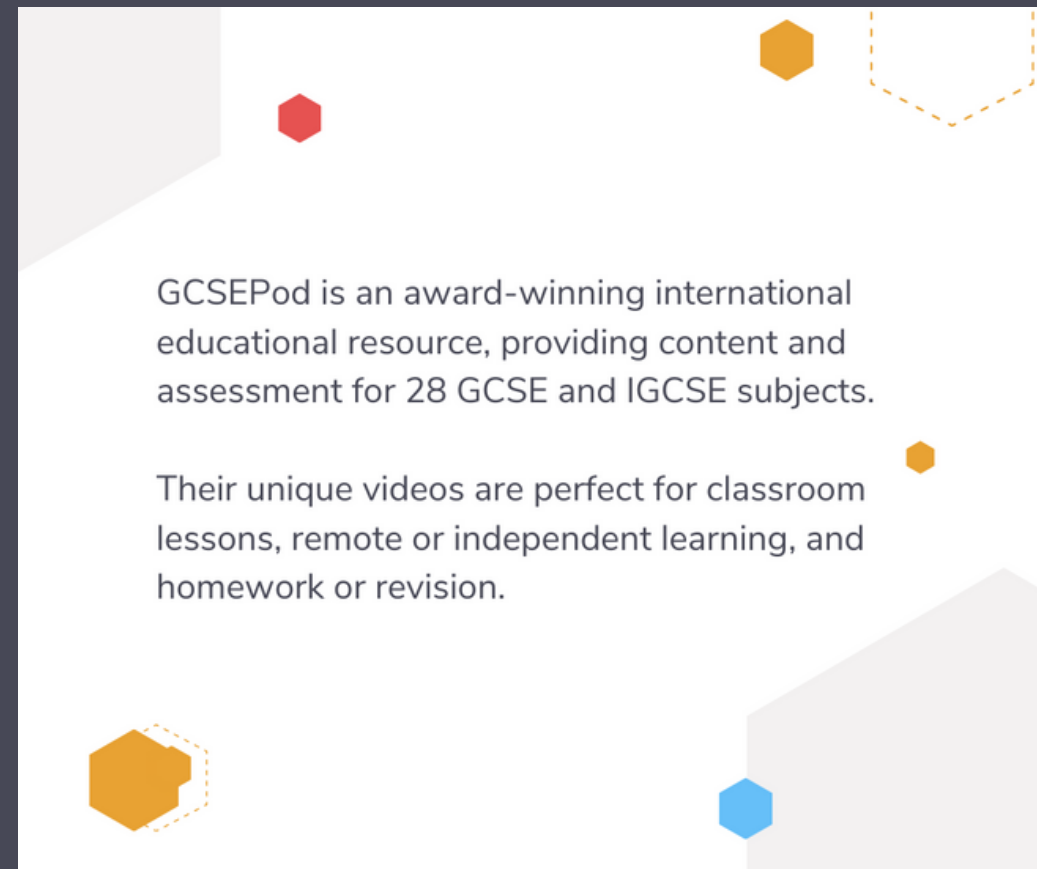 GCSEPod is an award-winning international
educational resource, providing content and
assessment for 28 GCSE and IGCSE subjects.
Their unique videos are perfect for classroom
lessons, remote or independent learning, and
homework or revision.